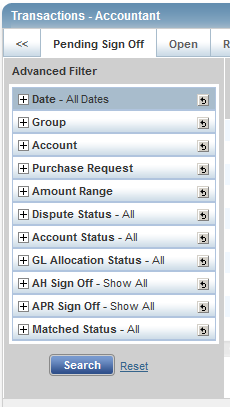 Transactions - Accountant
<< Pending Sign Off Open
Advanced Filter
Date - All Dates
Group
Account
Purchase Request
Amount Range
Dispute Status - All
Account Status - All
GL Allocation Status - All
AH Sign Off - Show All
APR Sign Off - Show All
Matched Status - All
Search Reset